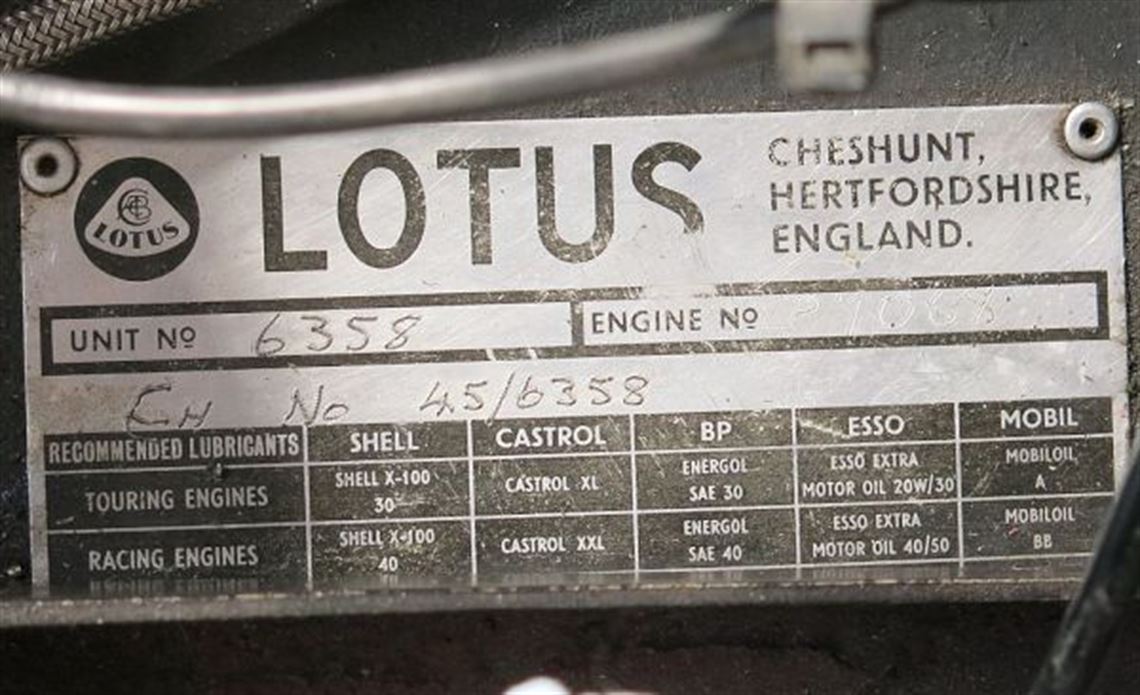 LOTUS
LOTUS
CHESHUNT,
HERTFORDSHIRE,
ENGLAND.
UNIT Nº 6358 ENGINE Nº
CH No 45/6358
RECOMMENDED LUBRICANTS SHELL CASTROL BP ESSO MOBIL
TOURING ENGINES SHELL X-100 30 CASTROL XL ENERGOL SAE 30 ESSO EXTRA MOTOR OIL 20W/30 MOBILOIL A
RACING ENGINES SHELL X-100 40 CASTROL XXL ENERGOL SAE 40 ESSO EXTRA MOTOR OIL 40/50 MOBILOIL BB